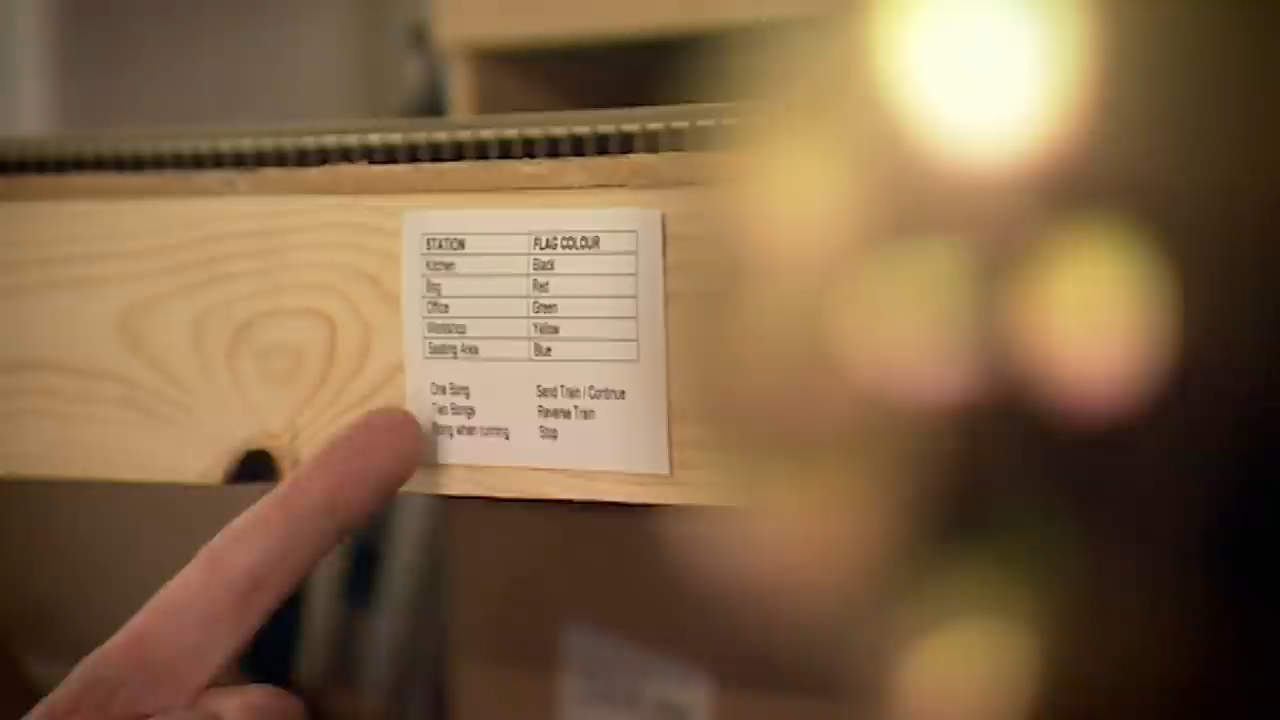 STATION FLAG COLOUR
Kitchen Black
Bog Red
Office Green
Workshop Yellow
Seating Area Blue
One Bong Send Train / Continue
Two Bongs Reverse Train
Bong when running Stop